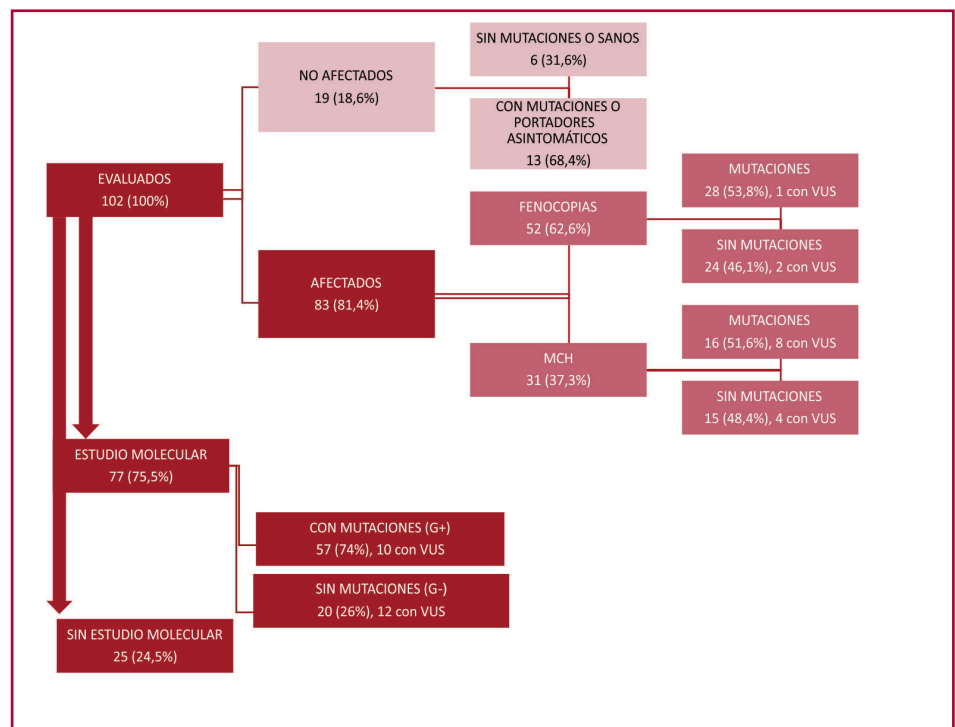 EVALUADOS
102 (100%)
NO AFECTADOS
19 (18,6%)
SIN MUTACIONES O SANOS
6 (31,6%)
CON MUTACIONES O
PORTADORES
ASINTOMÁTICOS
13 (68,4%)
AFECTADOS
83 (81,4%)
FENOCOPIAS
52 (62,6%)
MUTACIONES
28 (53,8%), 1 con VUS
SIN MUTACIONES
24 (46,1%), 2 con VUS
MCH
31 (37,3%)
MUTACIONES
16 (51,6%), 8 con VUS
SIN MUTACIONES
15 (48,4%), 4 con VUS
ESTUDIO MOLECULAR
77 (75,5%)
CON MUTACIONES (G+)
57 (74%), 10 con VUS
SIN MUTACIONES (G-)
20 (26%), 12 con VUS
SIN ESTUDIO MOLECULAR
25 (24,5%)